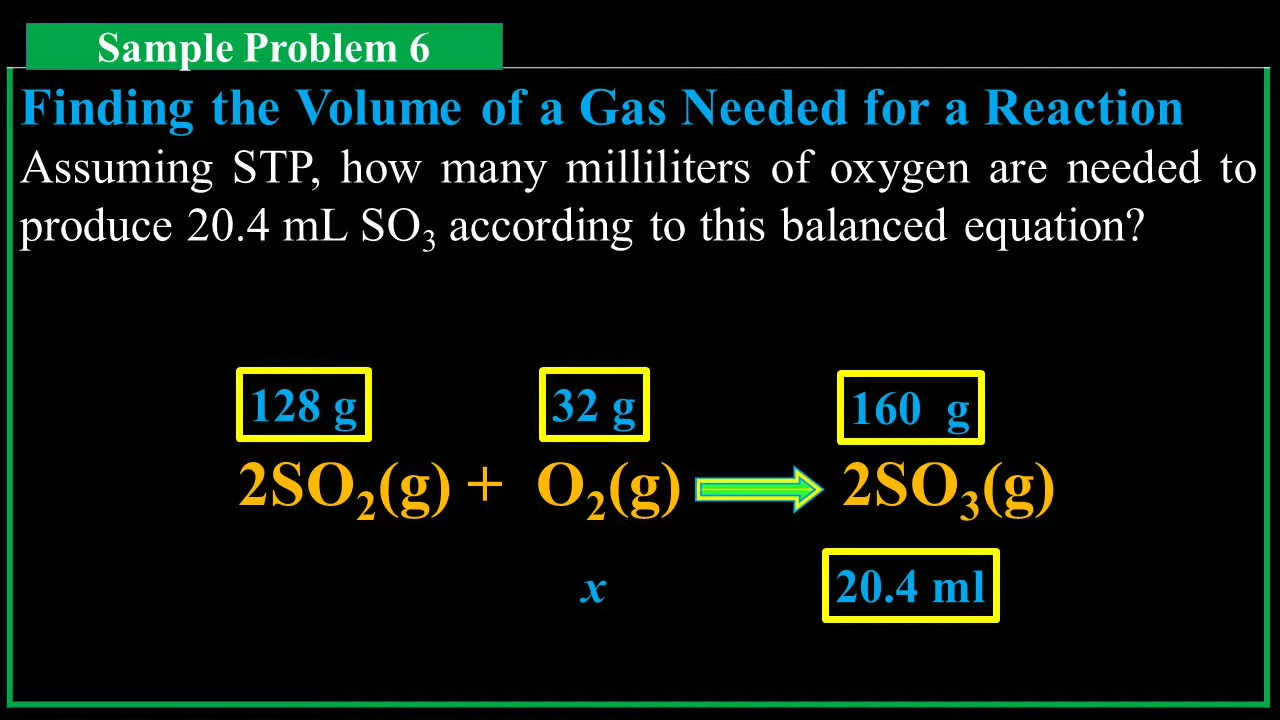 Sample Problem 6
Finding the Volume of a Gas Needed for a Reaction
Assuming STP, how many milliliters of oxygen are needed to
produce 20.4 mL SO₃ according to this balanced equation?
128 g 32 g 160 g
2SO₂(g) + O₂(g) 2SO₃(g)
x 20.4 ml